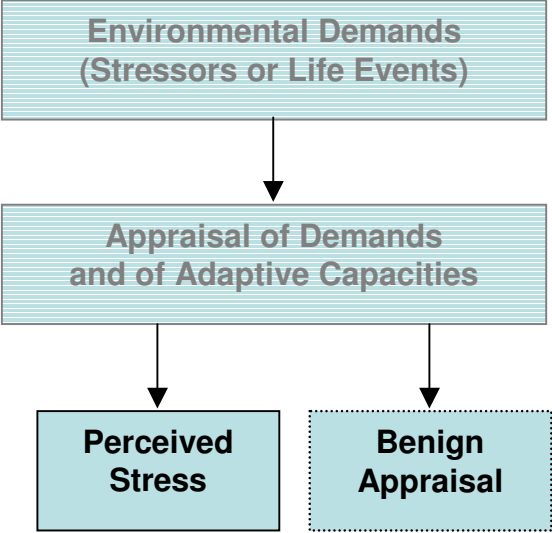 Environmental Demands
(Stressors or Life Events)
Appraisal of Demands
and of Adaptive Capacities
Perceived
Stress
Benign
Appraisal